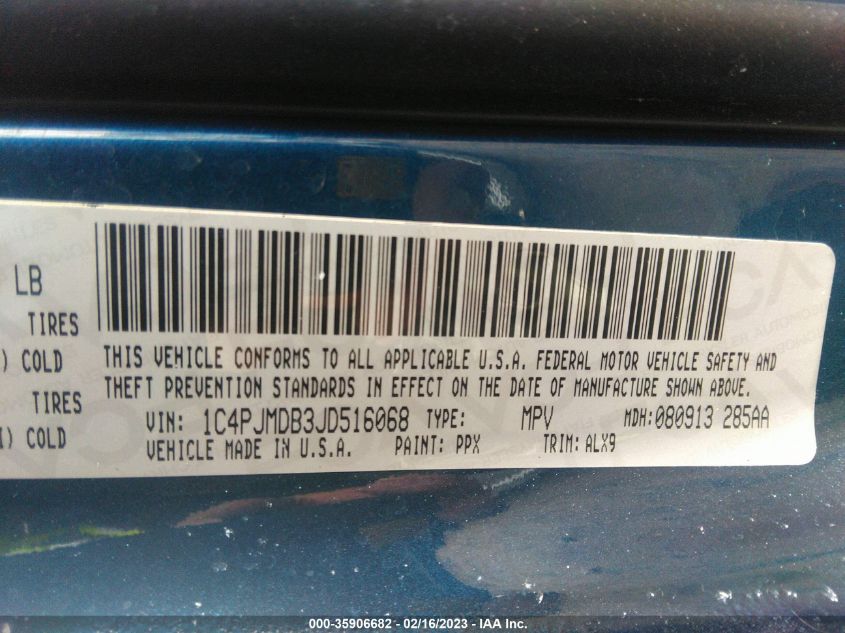 LB
TIRES
) COLD
TIRES
I) COLD
THIS VEHICLE CONFORMS TO ALL APPLICABLE U.S.A. FEDERAL MOTOR VEHICLE SAFETY AND
THEFT PREVENTION STANDARDS IN EFFECT ON THE DATE OF MANUFACTURE SHOWN ABOVE.
VIN: 1C4PJMDB3JD516068 TYPE: MPV MDH:080913 285AA
VEHICLE MADE IN U.S.A. PAINT: PPX TRIM: ALX9
000-35906682 - 02/16/2023 - IAA Inc.